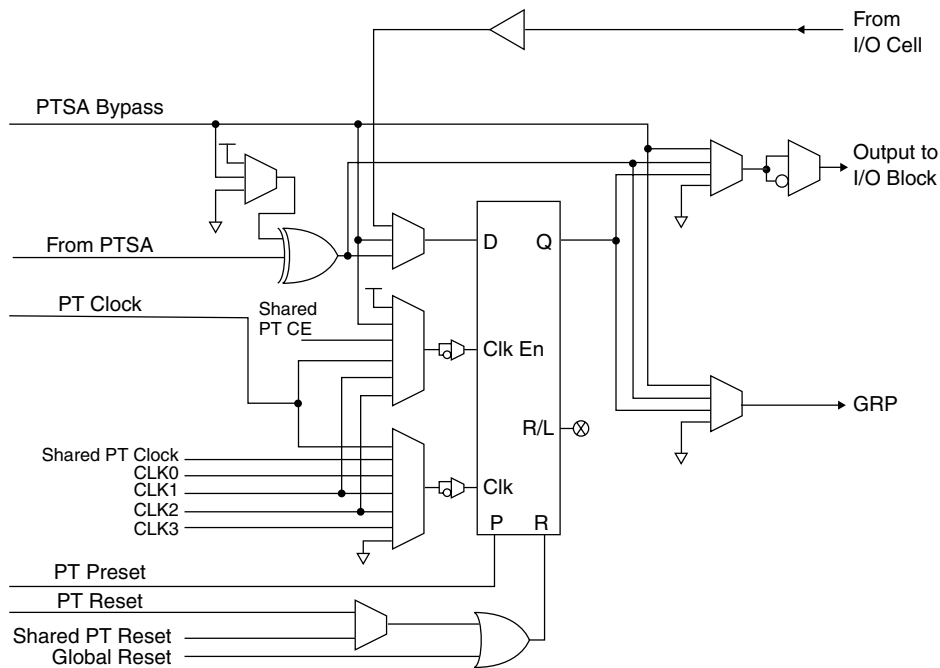 From
I/O Cell
PTSA Bypass
Output to
I/O Block
From PTSA
D
Q
PT Clock
Shared
PT CE
Clk En
GRP
R/L
Shared PT Clock
CLK0
CLK1
Clk
CLK2
CLK3
P
R
PT Preset
PT Reset
Shared PT Reset
Global Reset